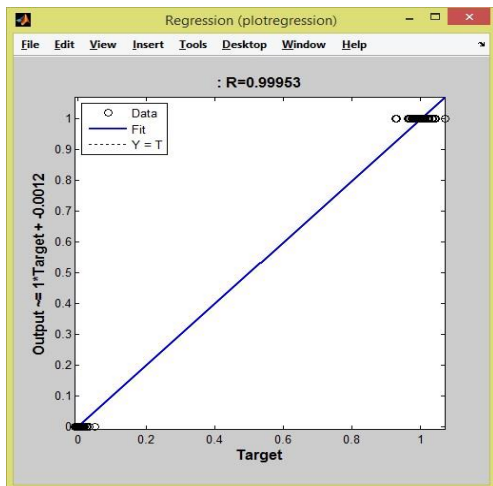 Regression (plotregression)
File Edit View Insert Tools Desktop Window Help
: R=0.99953
Data
Fit
Y = T
Output ~= 1*Target + -0.0012
1
0.9
0.8
0.7
0.6
0.5
0.4
0.3
0.2
0.1
0
0 0.2 0.4 0.6 0.8 1
Target